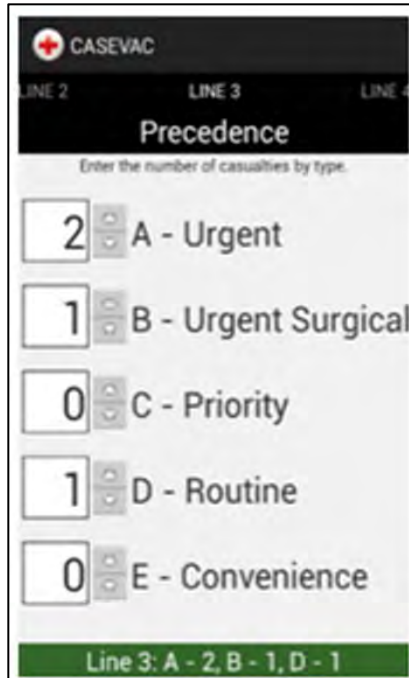 CASEVAC
LINE 2 LINE 3 LINE 4
Precedence
Enter the number of casualties by type.
2 A - Urgent
1 B - Urgent Surgical
0 C - Priority
1 D - Routine
0 E - Convenience
Line 3: A - 2, B - 1, D - 1